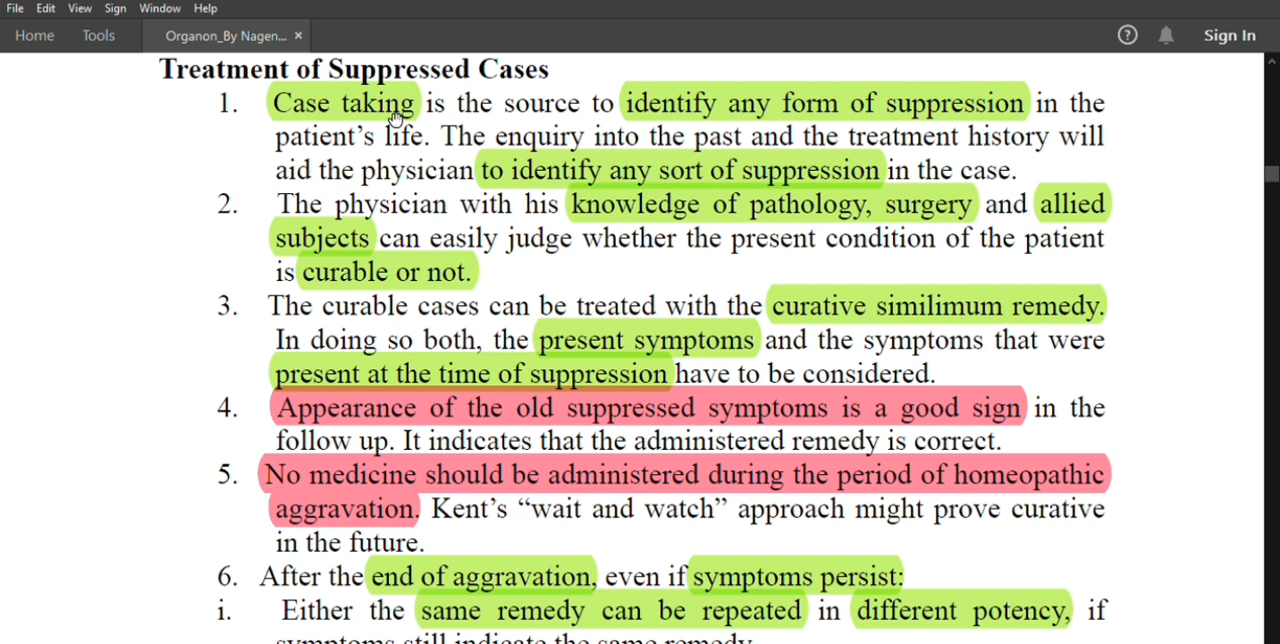 File Edit View Sign Window Help
Home Tools Organon_By Nagen... × ? Sign In
Treatment of Suppressed Cases
1. Case taking is the source to identify any form of suppression in the
patient’s life. The enquiry into the past and the treatment history will
aid the physician to identify any sort of suppression in the case.
2. The physician with his knowledge of pathology, surgery and allied
subjects can easily judge whether the present condition of the patient
is curable or not.
3. The curable cases can be treated with the curative similimum remedy.
In doing so both, the present symptoms and the symptoms that were
present at the time of suppression have to be considered.
4. Appearance of the old suppressed symptoms is a good sign in the
follow up. It indicates that the administered remedy is correct.
5. No medicine should be administered during the period of homeopathic
aggravation. Kent’s “wait and watch” approach might prove curative
in the future.
6. After the end of aggravation, even if symptoms persist:
i. Either the same remedy can be repeated in different potency, if
symptoms still indicate the same remedy.